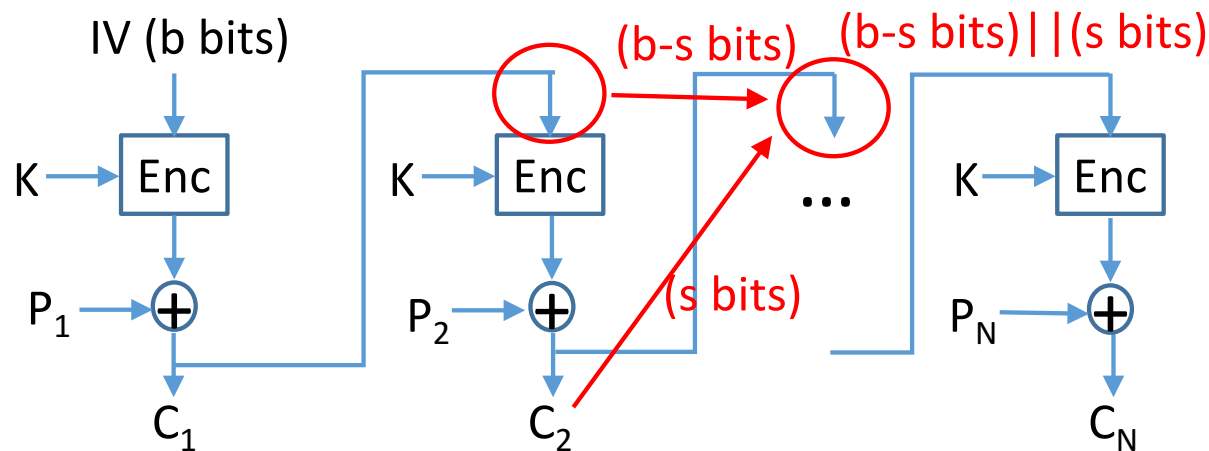 IV (b bits)
(b-s bits)
(b-s bits)||(s bits)
K
Enc
K
Enc
...
K
Enc
(s bits)
P1
+
P2
+
PN
+
C1
C2
CN